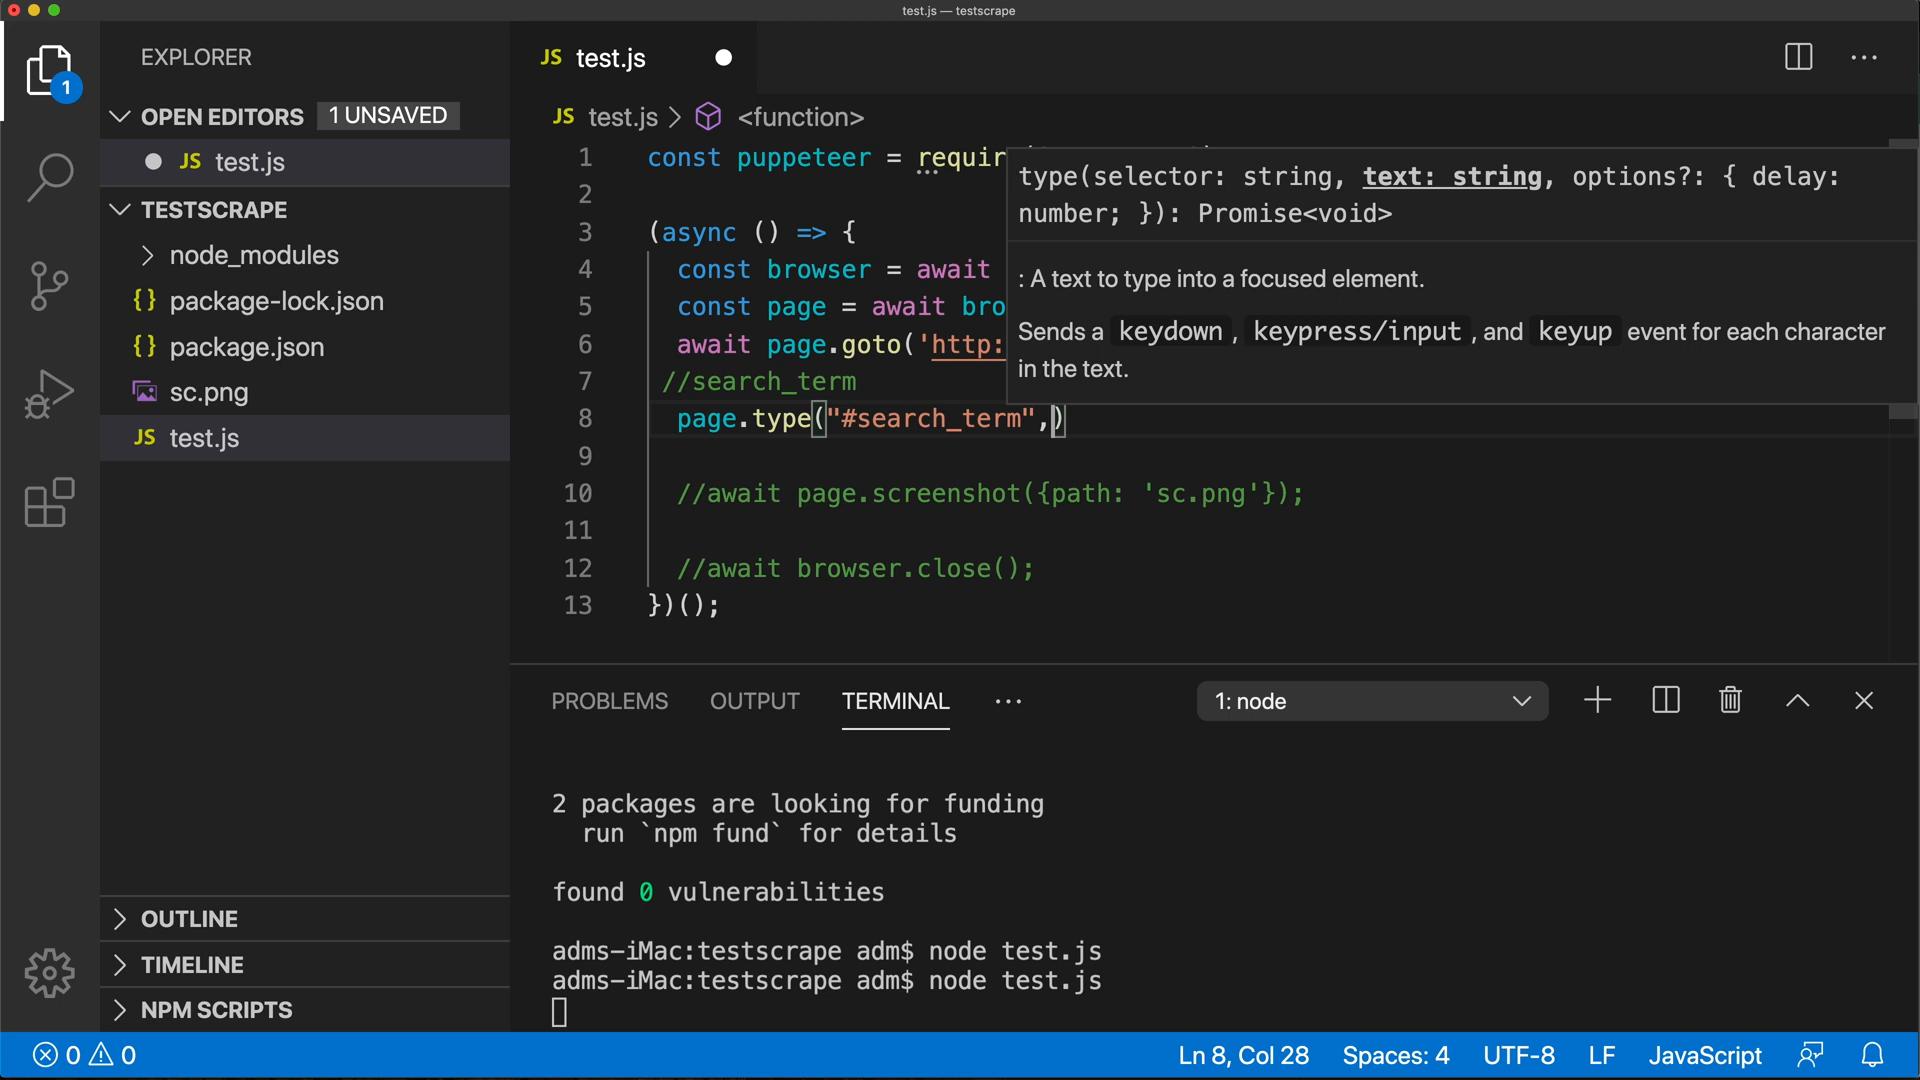 test.js — testscrape
EXPLORER
1
OPEN EDITORS 1 UNSAVED
JS test.js
TESTSCRAPE
node_modules
{} package-lock.json
{} package.json
sc.png
JS test.js
OUTLINE
TIMELINE
NPM SCRIPTS
JS test.js
JS test.js > <function>
1 const puppeteer = requir
2
3 (async () => {
4 const browser = await
5 const page = await bro
6 await page.goto('http:
7 //search_term
8 page.type("#search_term",)
9
10 //await page.screenshot({path: 'sc.png'});
11
12 //await browser.close();
13 })();
type(selector: string, text: string, options?: { delay:
number; }): Promise<void>
: A text to type into a focused element.
Sends a keydown, keypress/input, and keyup event for each character
in the text.
PROBLEMS OUTPUT TERMINAL ··· 1: node
2 packages are looking for funding
run `npm fund` for details
found 0 vulnerabilities
adms-iMac:testscrape adm$ node test.js
adms-iMac:testscrape adm$ node test.js
0 0 Ln 8, Col 28 Spaces: 4 UTF-8 LF JavaScript